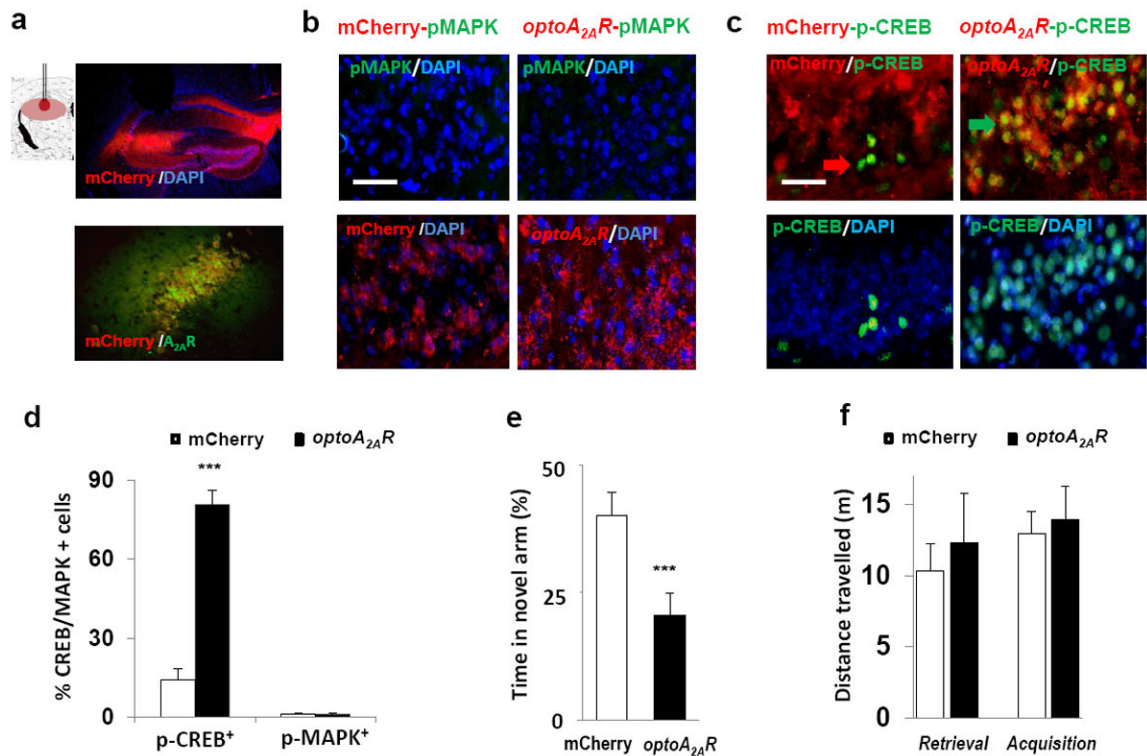 a
mCherry /DAPI
mCherry /A₂ₐR
b
mCherry-pMAPK
optoA₂ₐR-pMAPK
pMAPK/DAPI
pMAPK/DAPI
mCherry /DAPI
optoA₂ₐR/DAPI
c
mCherry-p-CREB
optoA₂ₐR-p-CREB
mCherry/p-CREB
optoA₂ₐR/p-CREB
p-CREB/DAPI
p-CREB/DAPI
d
mCherry
optoA₂ₐR
% CREB/MAPK + cells
90
60
30
0
***
p-CREB⁺
p-MAPK⁺
e
Time in novel arm (%)
50
25
0
***
mCherry
optoA₂ₐR
f
mCherry
optoA₂ₐR
Distance travelled (m)
15
10
5
0
Retrieval
Acquisition